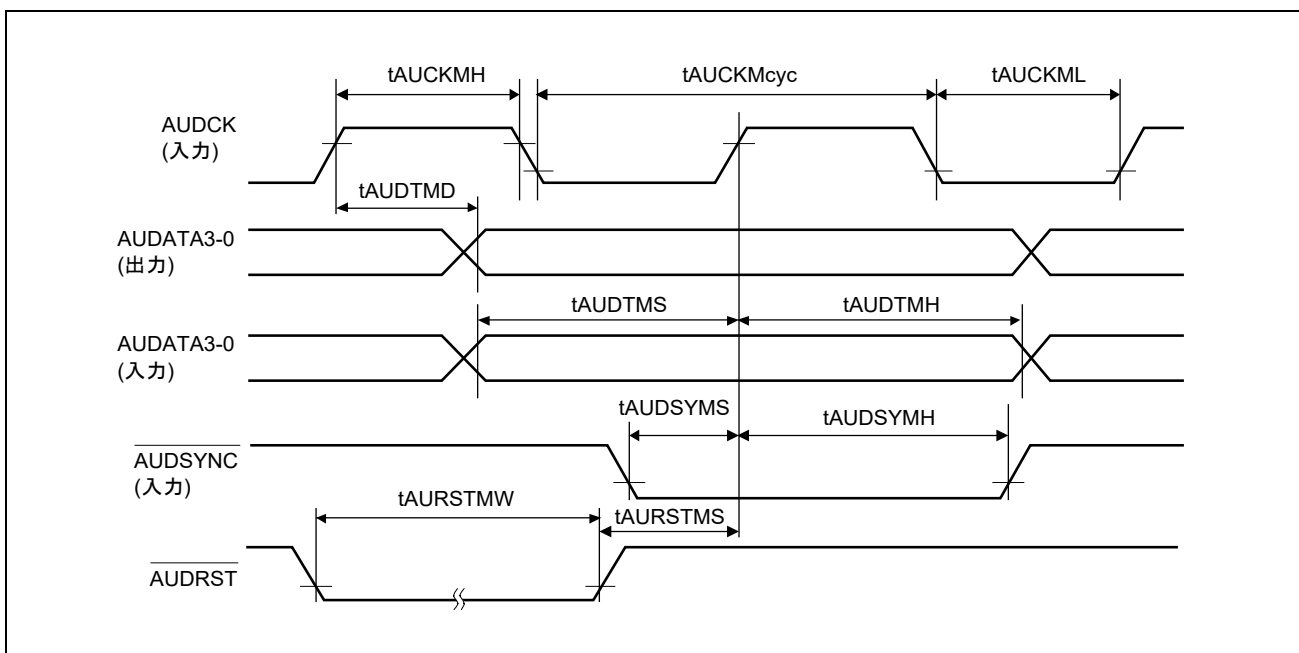 tAUCKMH tAUCKMcyc tAUCKML
AUDCK
(入力)
tAUDTMD
AUDATA3-0
(出力)
tAUDTMS tAUDTMH
AUDATA3-0
(入力)
tAUDSYMS tAUDSYMH
AUDSYNC
(入力)
tAURSTMW tAURSTMS
AUDRST